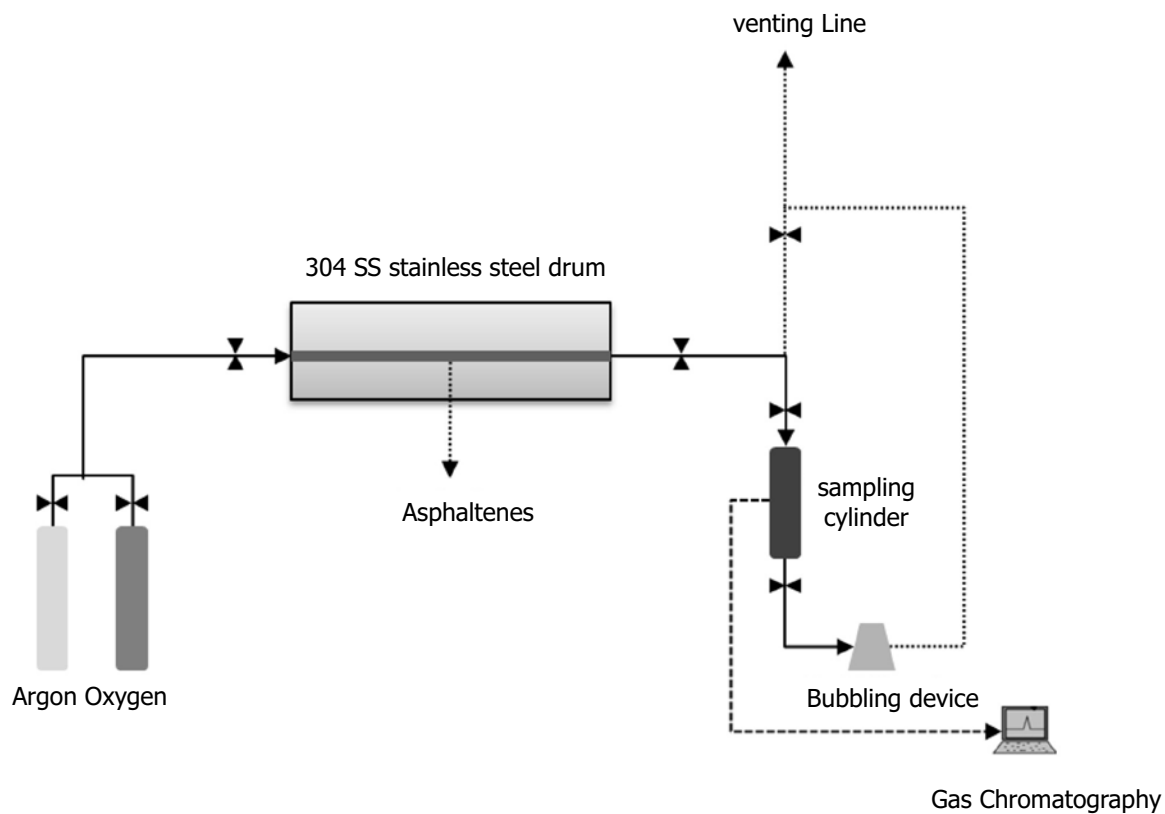 venting Line
304 SS stainless steel drum
Asphaltenes
sampling
cylinder
Argon Oxygen
Bubbling device
Gas Chromatography